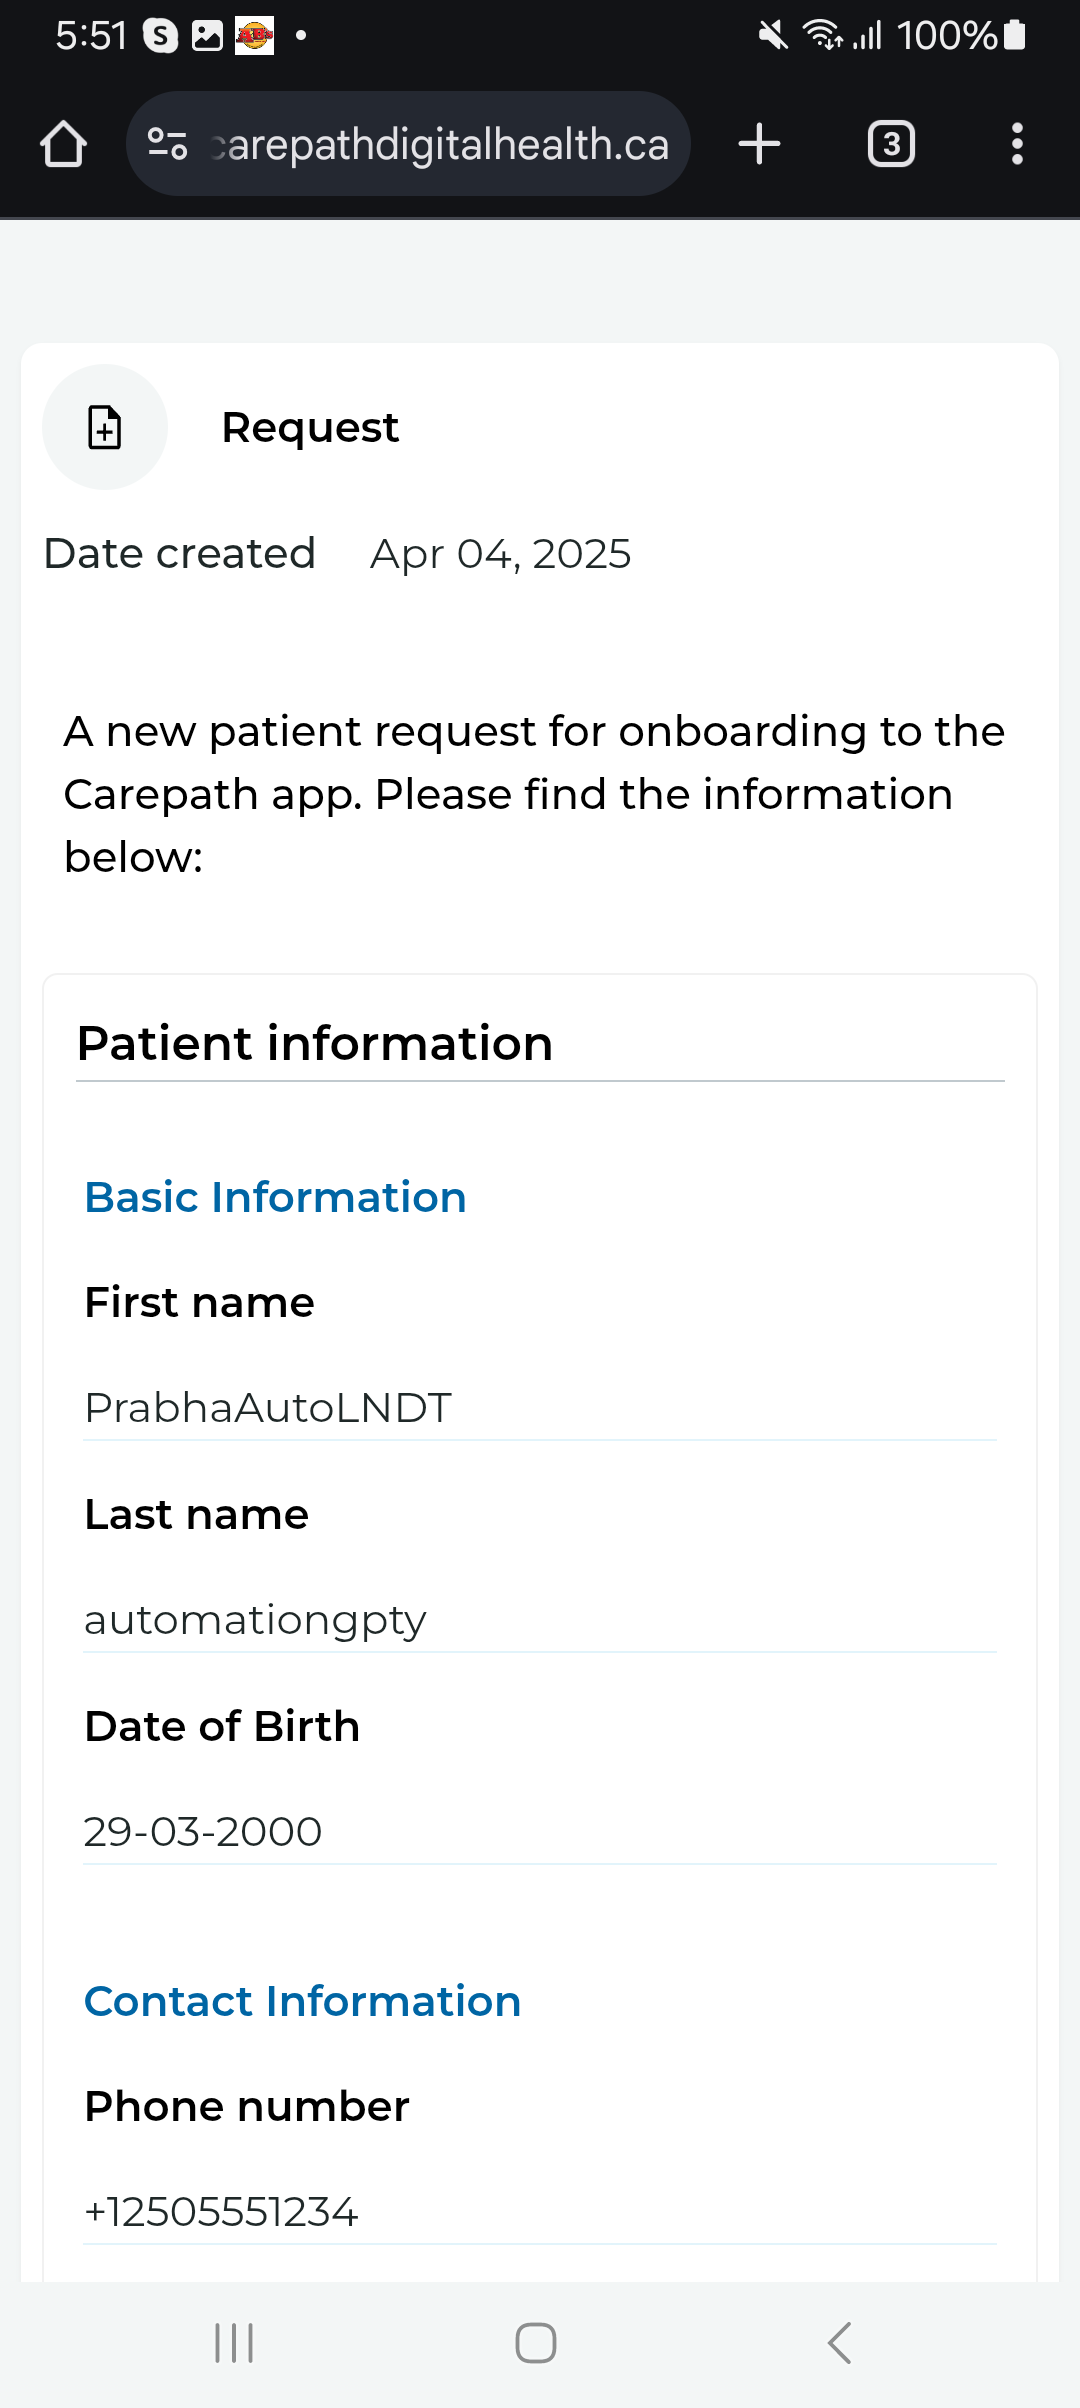 5:51
S
AB's
100%
carepathdigitalhealth.ca
3
Request
Date created Apr 04, 2025
A new patient request for onboarding to the
Carepath app. Please find the information
below:
Patient information
Basic Information
First name
PrabhaAutoLNDT
Last name
automationgpty
Date of Birth
29-03-2000
Contact Information
Phone number
+12505551234